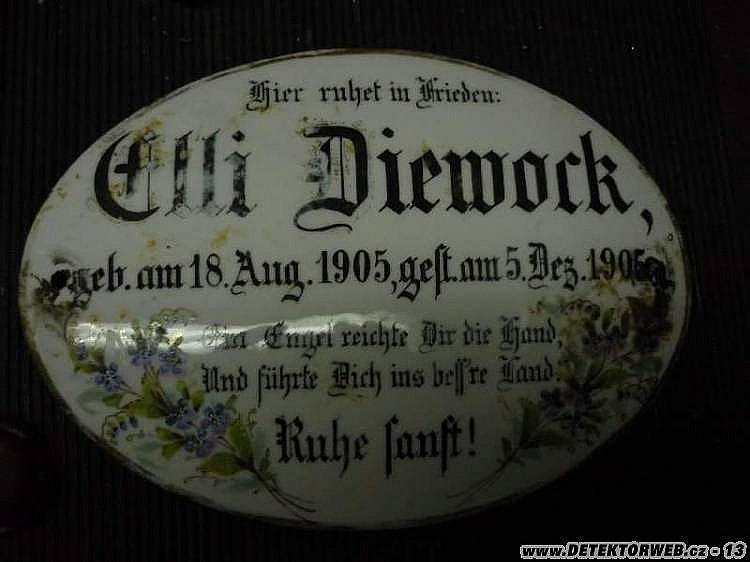 Hier ruhet in Frieden:
Elli Diewock,
geb. am 18. Aug. 1905, gest. am 5. Dez. 1905.
Engel reichte Dir die Hand,
Und führte Dich ins bess're Land.
Ruhe sanft!
www.DETEKTORWEB.cz - 13